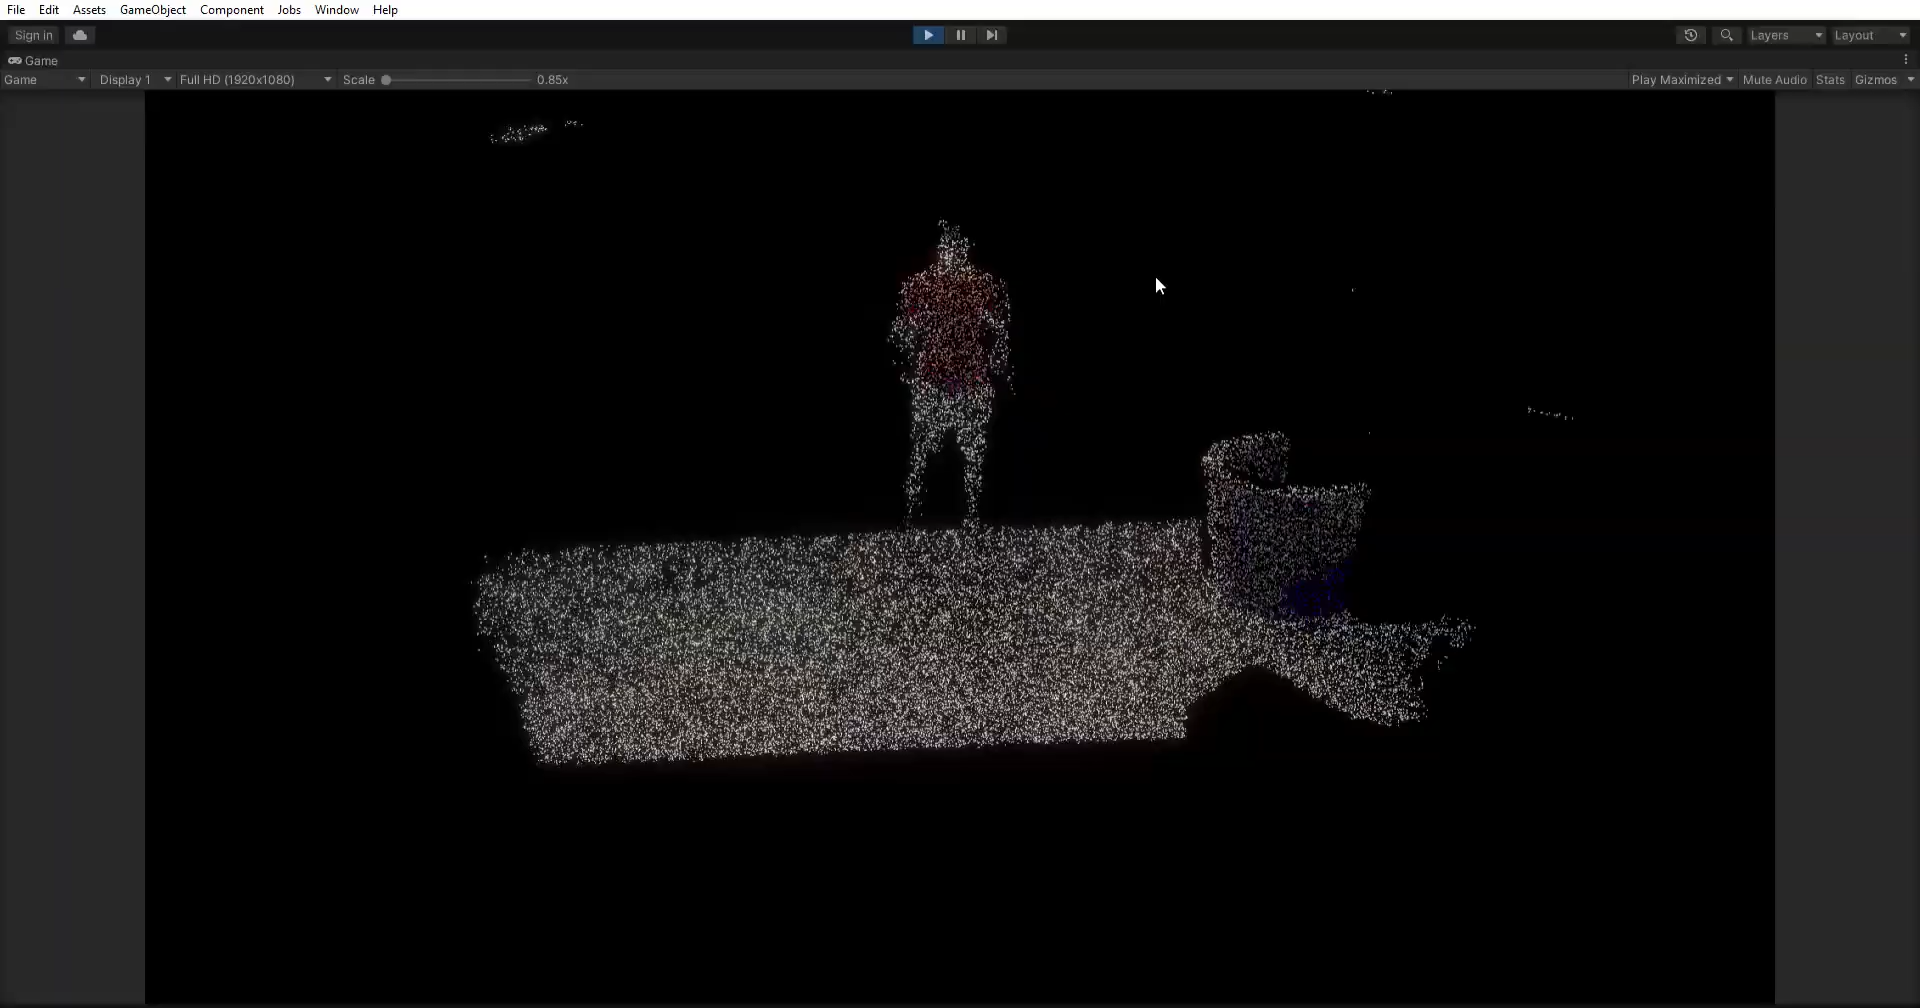 File Edit Assets GameObject Component Jobs Window Help
Sign in Layers Layout
Game
Game Display 1 Full HD (1920x1080) Scale 0.85x Play Maximized Mute Audio Stats Gizmos